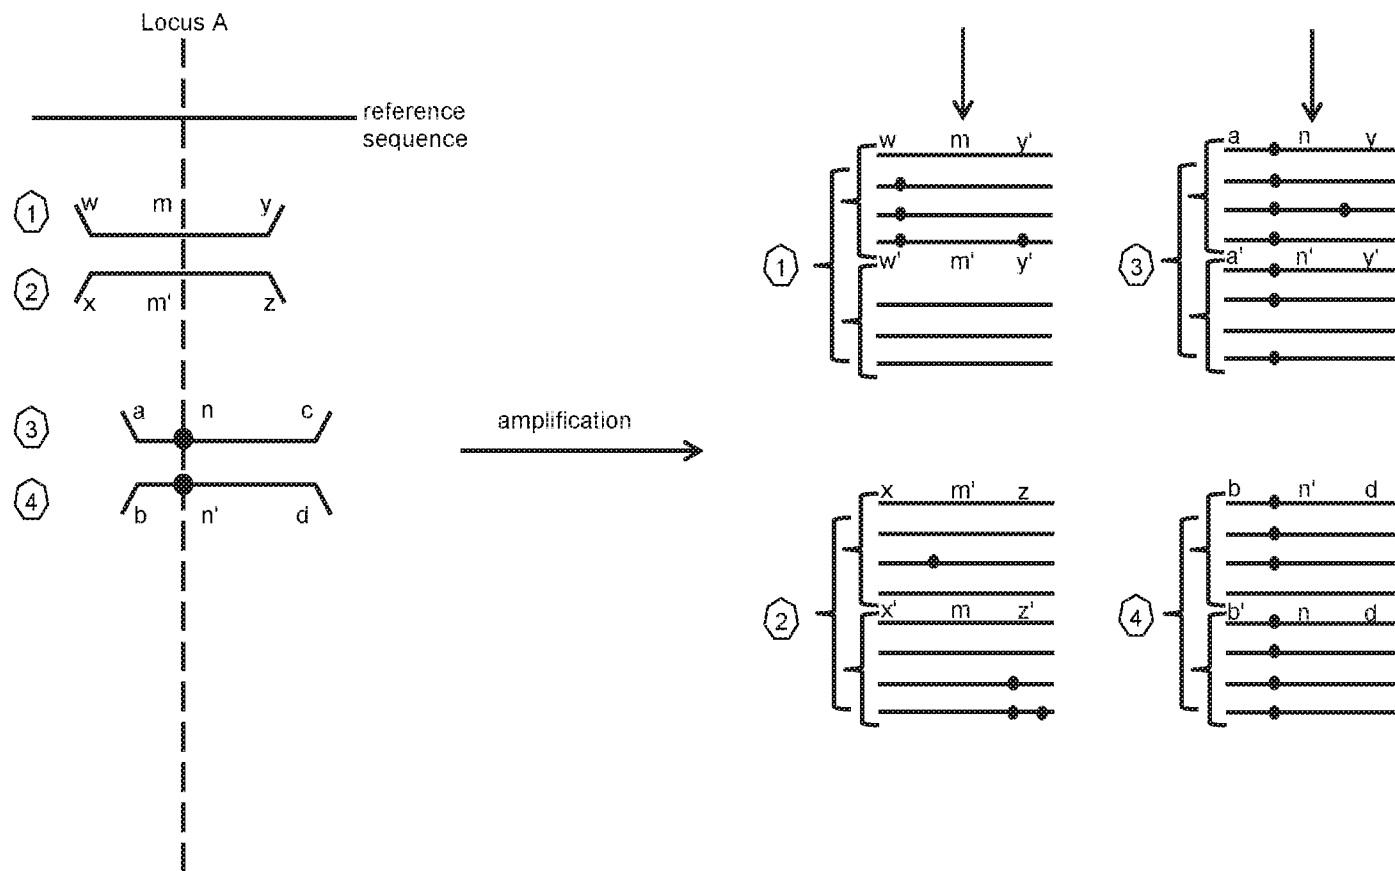 Locus A
reference
sequence
1
w m y
2
x m' z
3
a n c
4
b n' d
amplification
1
w m y'
w' m' y'
3
a n y
a' n' y'
2
x m' z
x' m z'
4
b n' d
b' n d